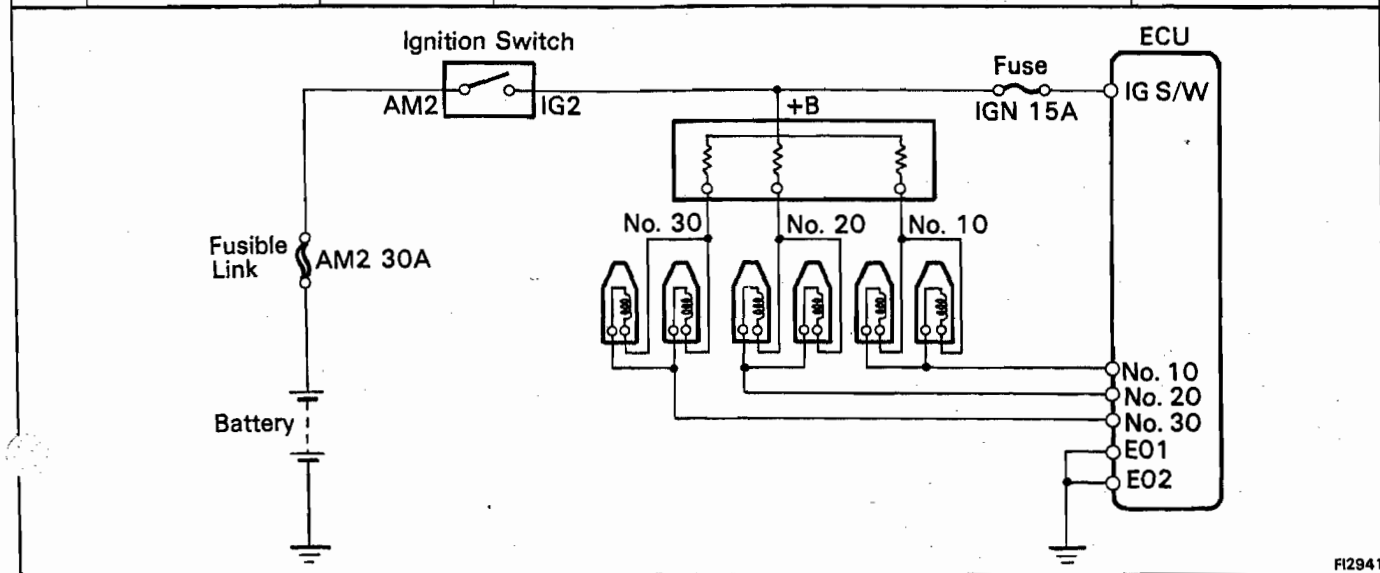 Ignition Switch
ECU
Fuse
AM2
IG2
+B
IGN 15A
IG S/W
No. 30
No. 20
No. 10
Fusible
Link
AM2 30A
Battery
No. 10
No. 20
No. 30
E01
E02
FI2941